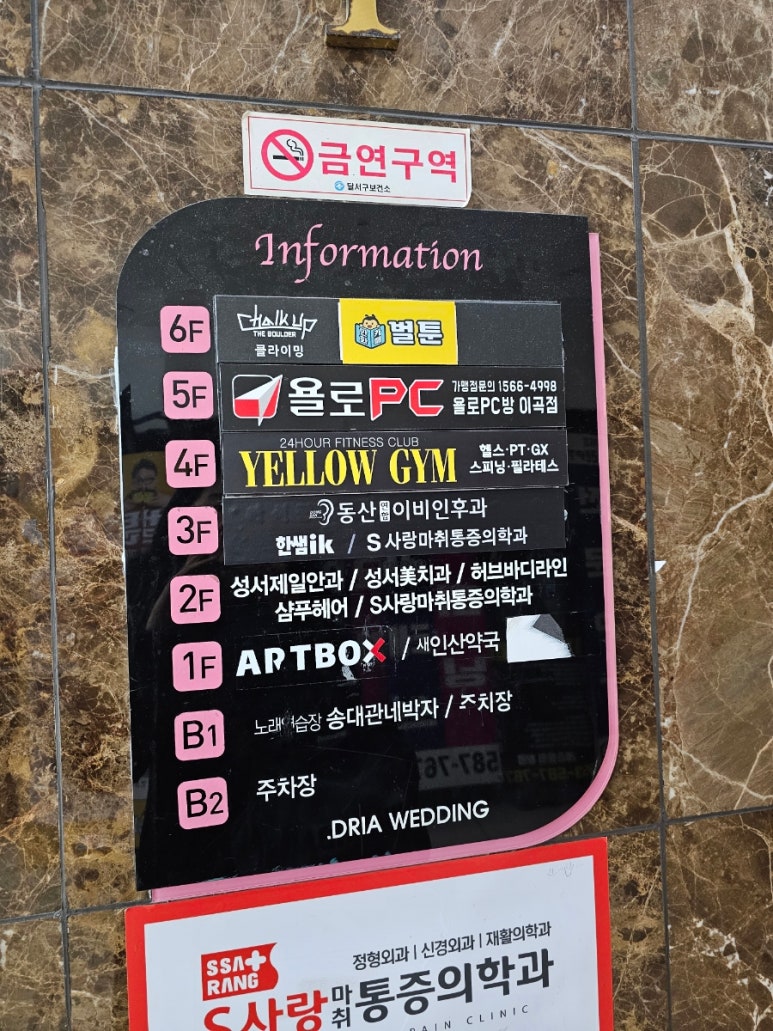 금연구역
달서구보건소
Information
6F chalk up THE BOULDER 클라이밍 벌툰
5F 욜로PC 가맹점문의 1566-4998
욜로PC방 이곡점
24HOUR FITNESS CLUB
4F YELLOW GYM 헬스·PT·GX
스피닝·필라테스
3F 동산연합이비인후과
한쌤ik / S사랑마취통증의학과
2F 성서제일안과 / 성서美치과 / 허브바디라인
샴푸헤어 / S사랑마취통증의학과
1F ARTBOX / 새인산약국
B1 노래연습장 송대관네박자 / 주차장
B2 주차장
.DRIA WEDDING
SSA RANG
정형외과 | 신경외과 | 재활의학과
S사랑마취통증의학과
PAIN CLINIC